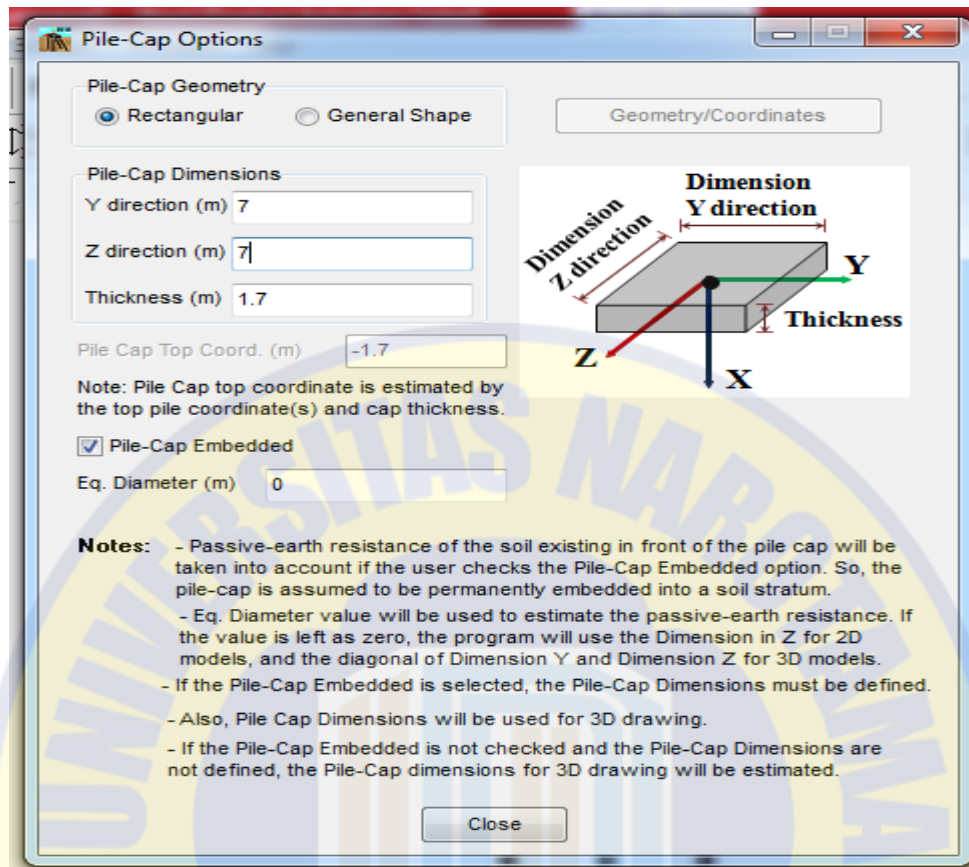 Pile-Cap Options
Pile-Cap Geometry
Rectangular
General Shape
Geometry/Coordinates
Pile-Cap Dimensions
Y direction (m) 7
Z direction (m) 7
Thickness (m) 1.7
Dimension
Y direction
Dimension
Z direction
Y
Thickness
Z
X
Pile Cap Top Coord. (m) -1.7
Note: Pile Cap top coordinate is estimated by
the top pile coordinate(s) and cap thickness.
Pile-Cap Embedded
Eq. Diameter (m) 0
Notes: - Passive-earth resistance of the soil existing in front of the pile cap will be
taken into account if the user checks the Pile-Cap Embedded option. So, the
pile-cap is assumed to be permanently embedded into a soil stratum.
- Eq. Diameter value will be used to estimate the passive-earth resistance. If
the value is left as zero, the program will use the Dimension in Z for 2D
models, and the diagonal of Dimension Y and Dimension Z for 3D models.
- If the Pile-Cap Embedded is selected, the Pile-Cap Dimensions must be defined.
- Also, Pile Cap Dimensions will be used for 3D drawing.
- If the Pile-Cap Embedded is not checked and the Pile-Cap Dimensions are
not defined, the Pile-Cap dimensions for 3D drawing will be estimated.
Close
UNIVERSITAS NAROTAMA